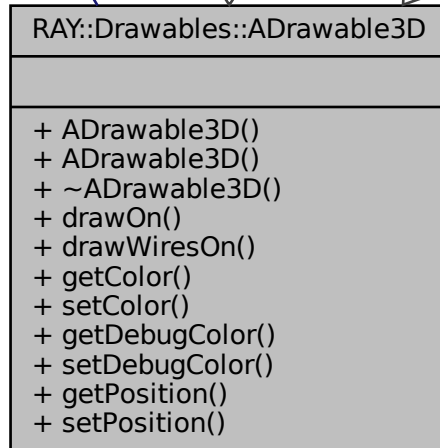 RAY::Drawables::ADrawable3D
+ ADrawable3D()
+ ADrawable3D()
+ ~ADrawable3D()
+ drawOn()
+ drawWiresOn()
+ getColor()
+ setColor()
+ getDebugColor()
+ setDebugColor()
+ getPosition()
+ setPosition()